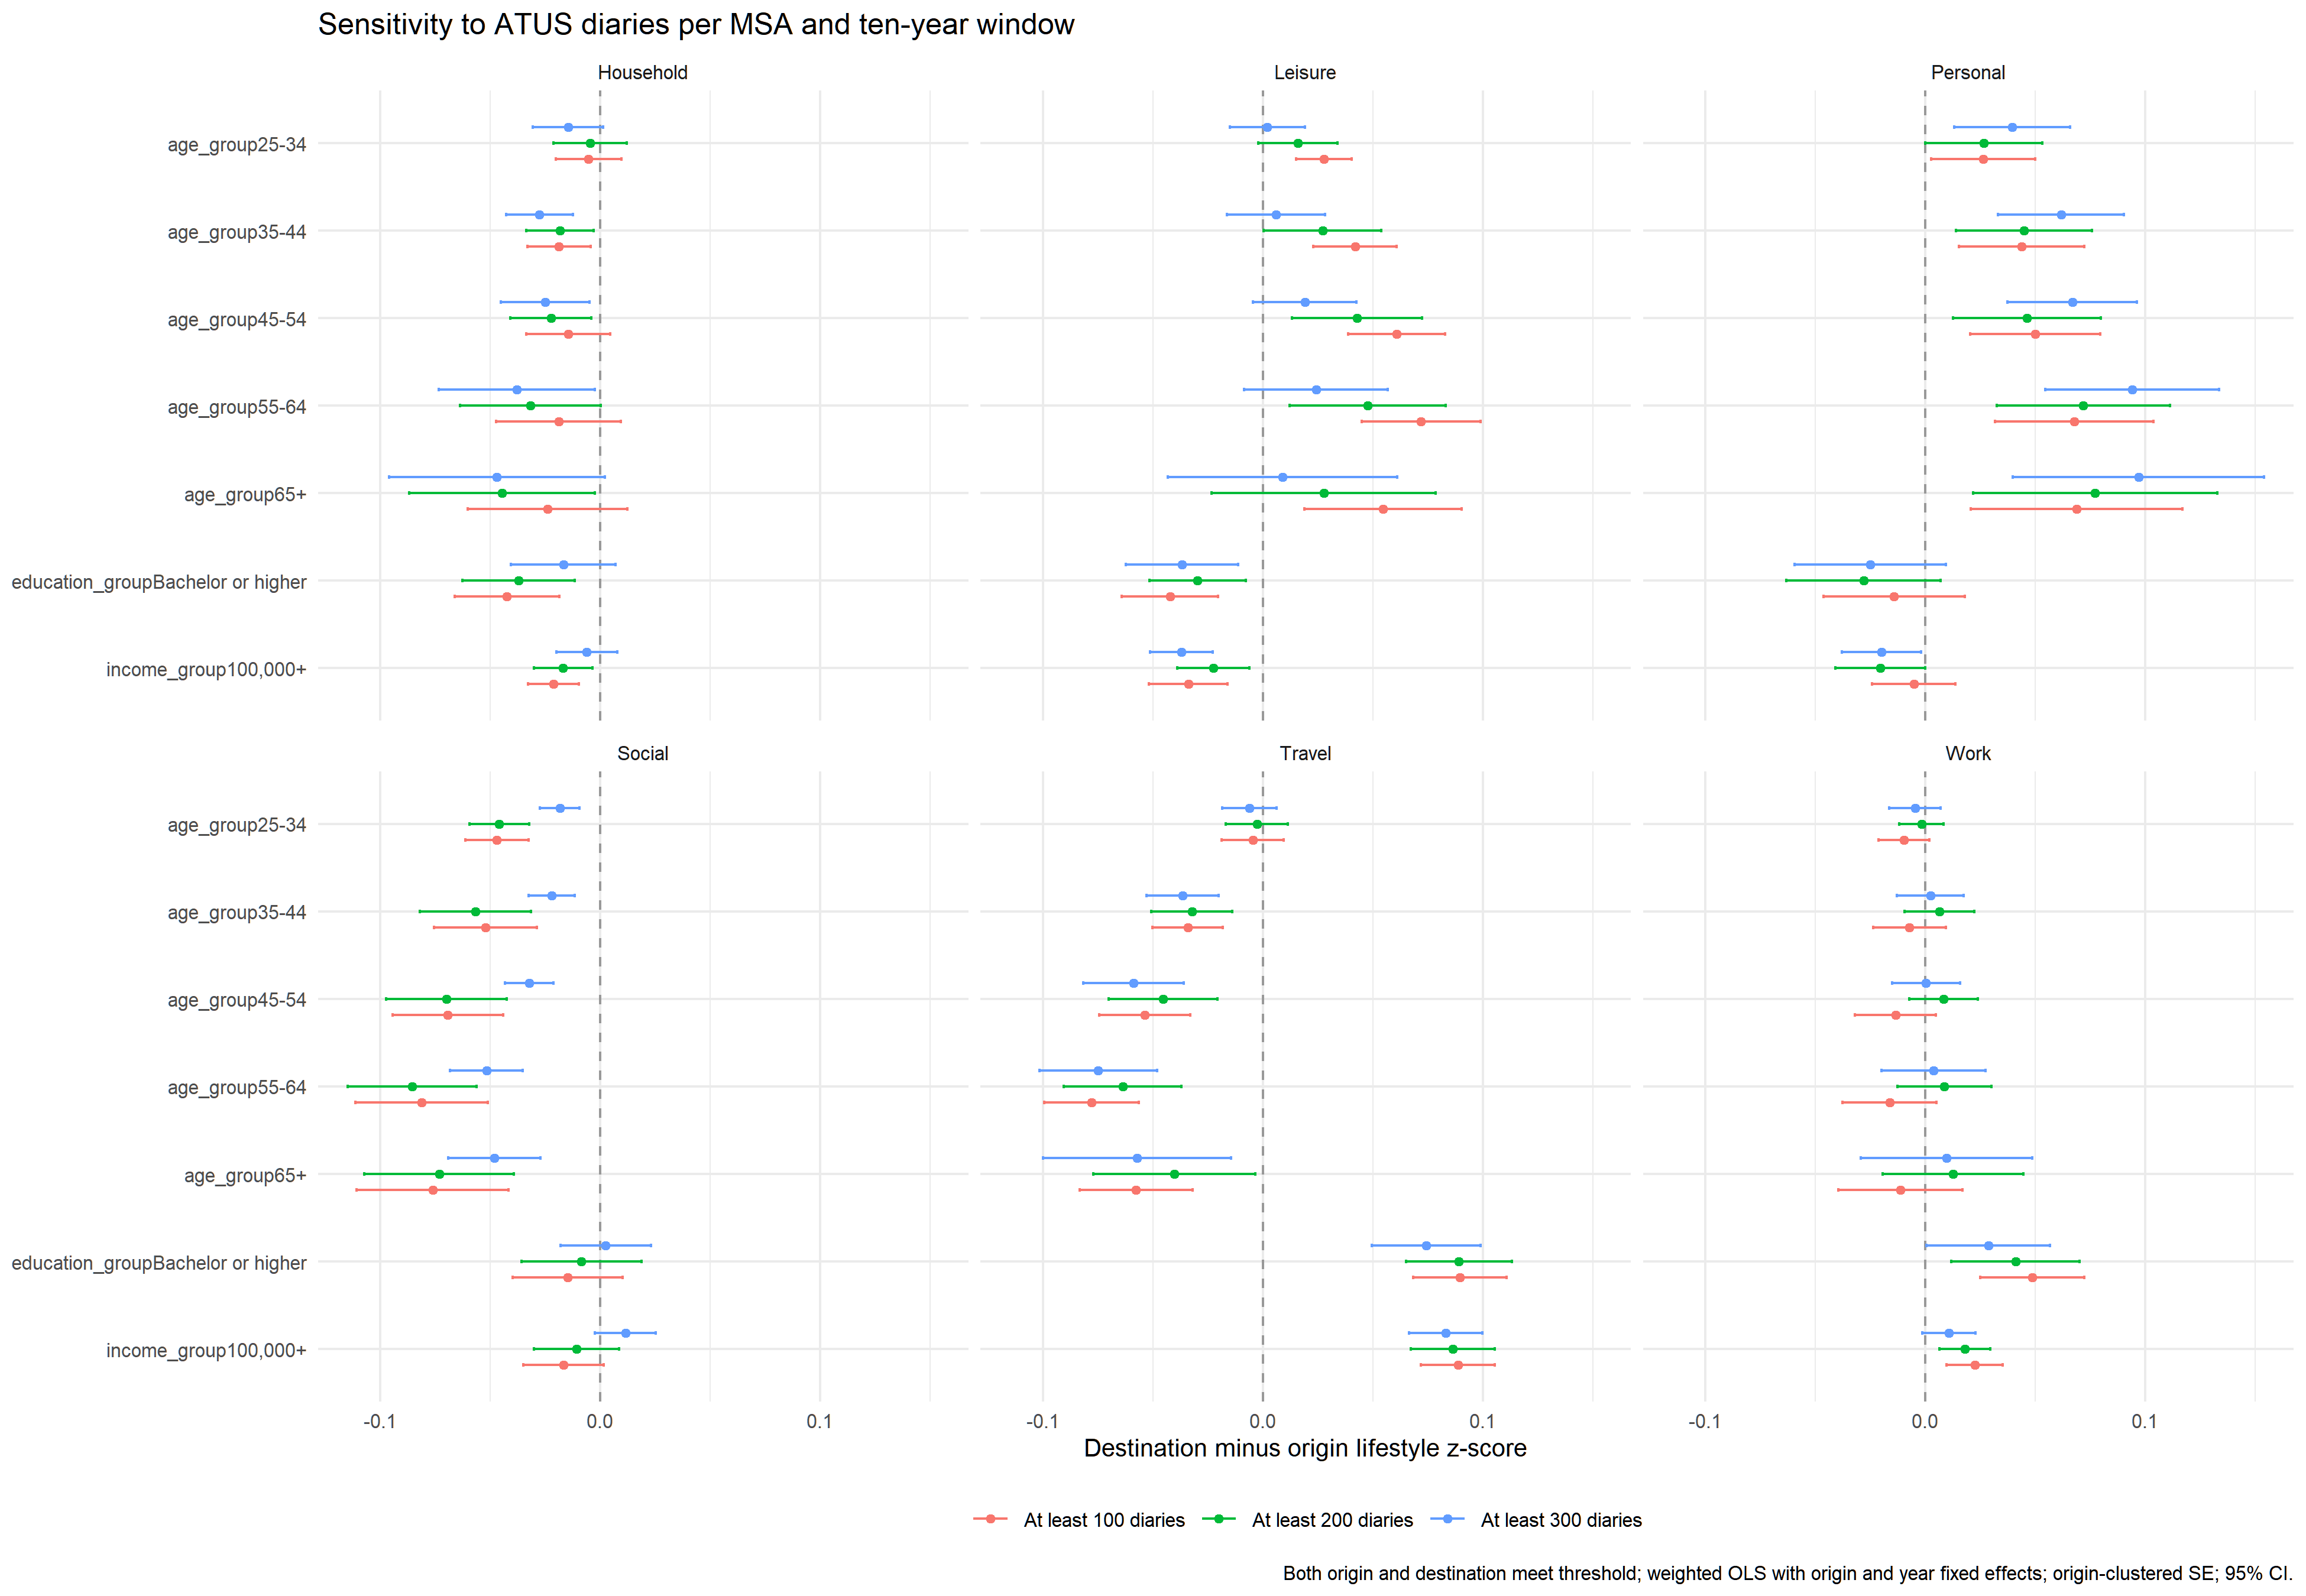 Sensitivity to ATUS diaries per MSA and ten-year window
Household
Leisure
Personal
age_group25-34
age_group35-44
age_group45-54
age_group55-64
age_group65+
education_groupBachelor or higher
income_group100,000+
Social
Travel
Work
age_group25-34
age_group35-44
age_group45-54
age_group55-64
age_group65+
education_groupBachelor or higher
income_group100,000+
-0.1 0.0 0.1 -0.1 0.0 0.1 -0.1 0.0 0.1
Destination minus origin lifestyle z-score
At least 100 diaries At least 200 diaries At least 300 diaries
Both origin and destination meet threshold; weighted OLS with origin and year fixed effects; origin-clustered SE; 95% CI.